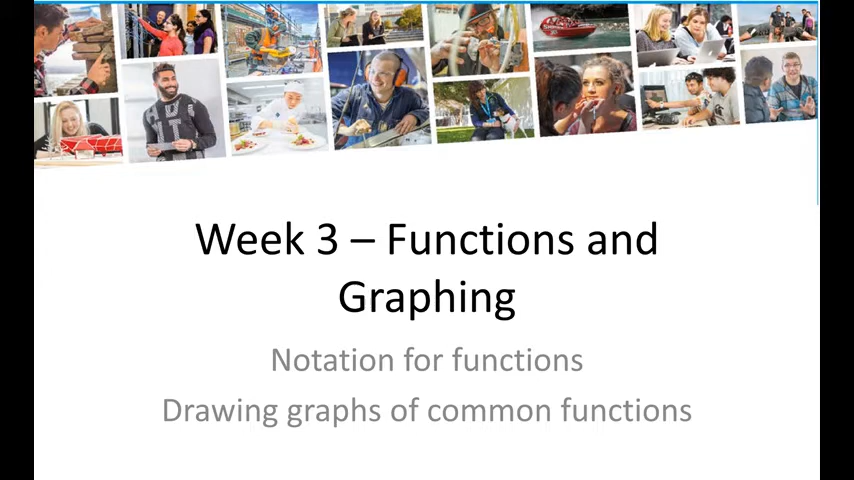 Week 3 – Functions and
Graphing
Notation for functions
Drawing graphs of common functions